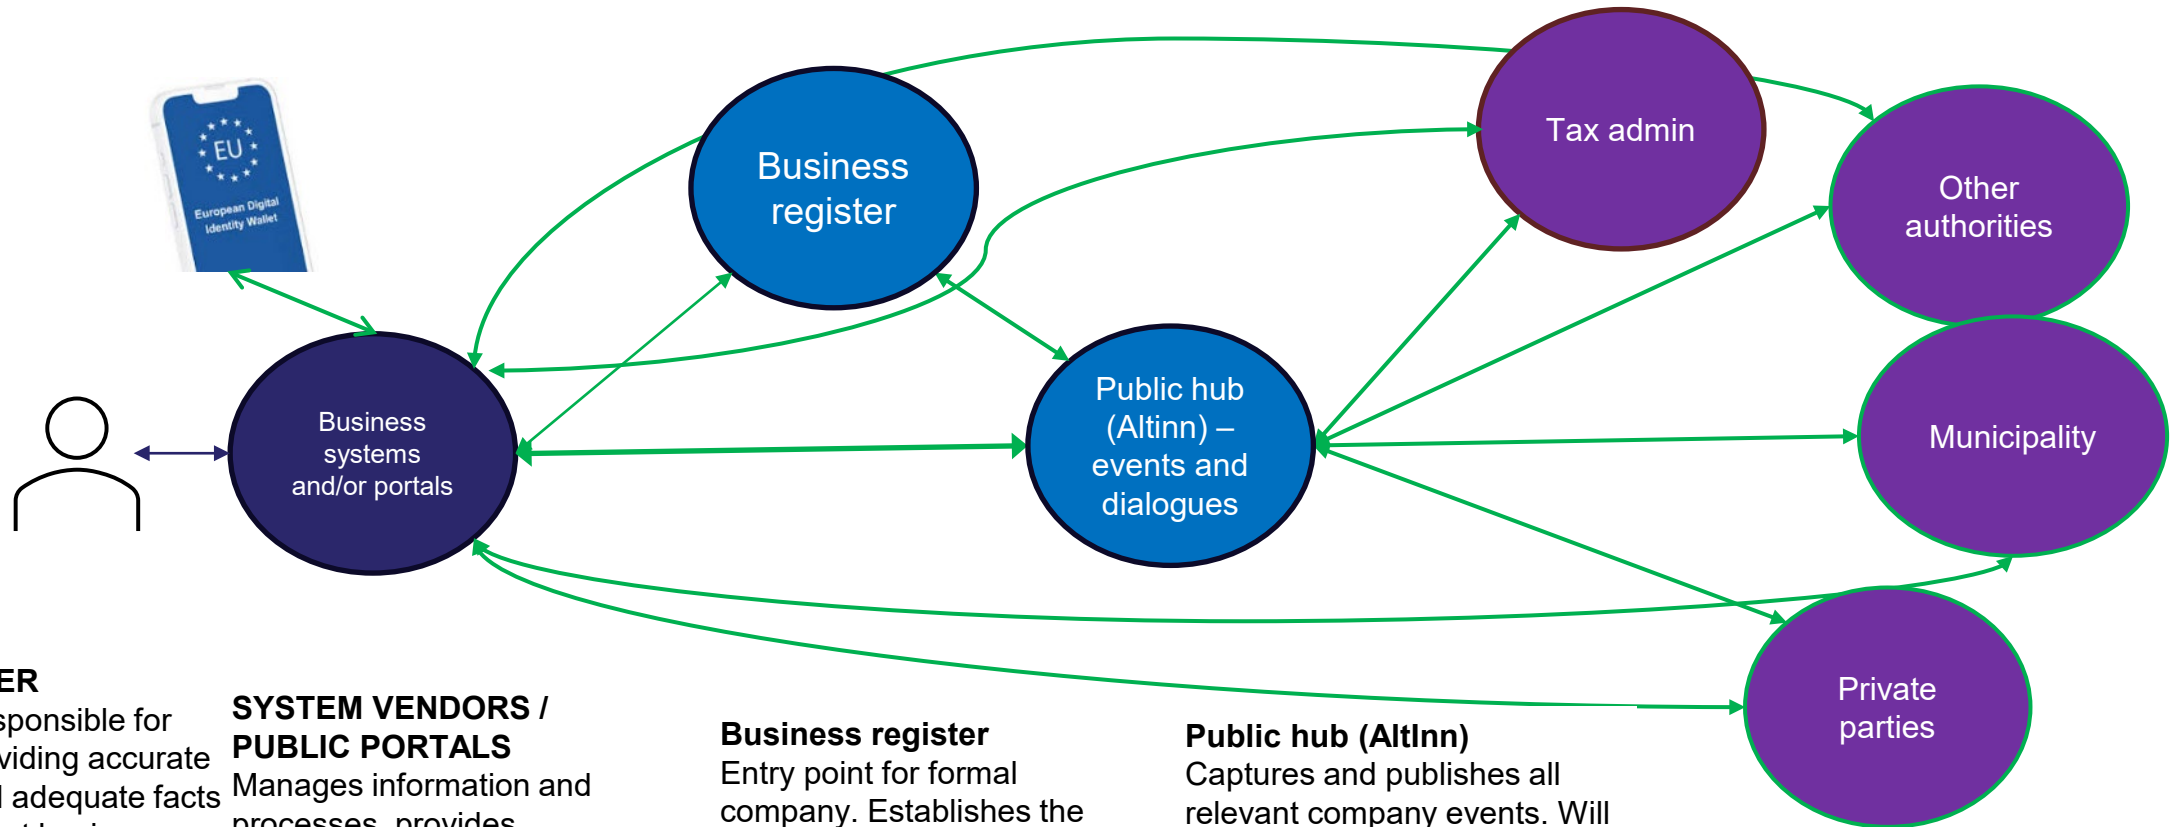 EU
European Digital
Identity Wallet
Business
register
Tax admin
Other
authorities
Business
systems
and/or portals
Public hub
(Altinn) –
events and
dialogues
Municipality
Private
parties
ER
sponsible for
viding accurate
adequate facts
SYSTEM VENDORS /
PUBLIC PORTALS
Manages information and
processes, provides
Business register
Entry point for formal
company. Establishes the
Public hub (AltInn)
Captures and publishes all
relevant company events. Will